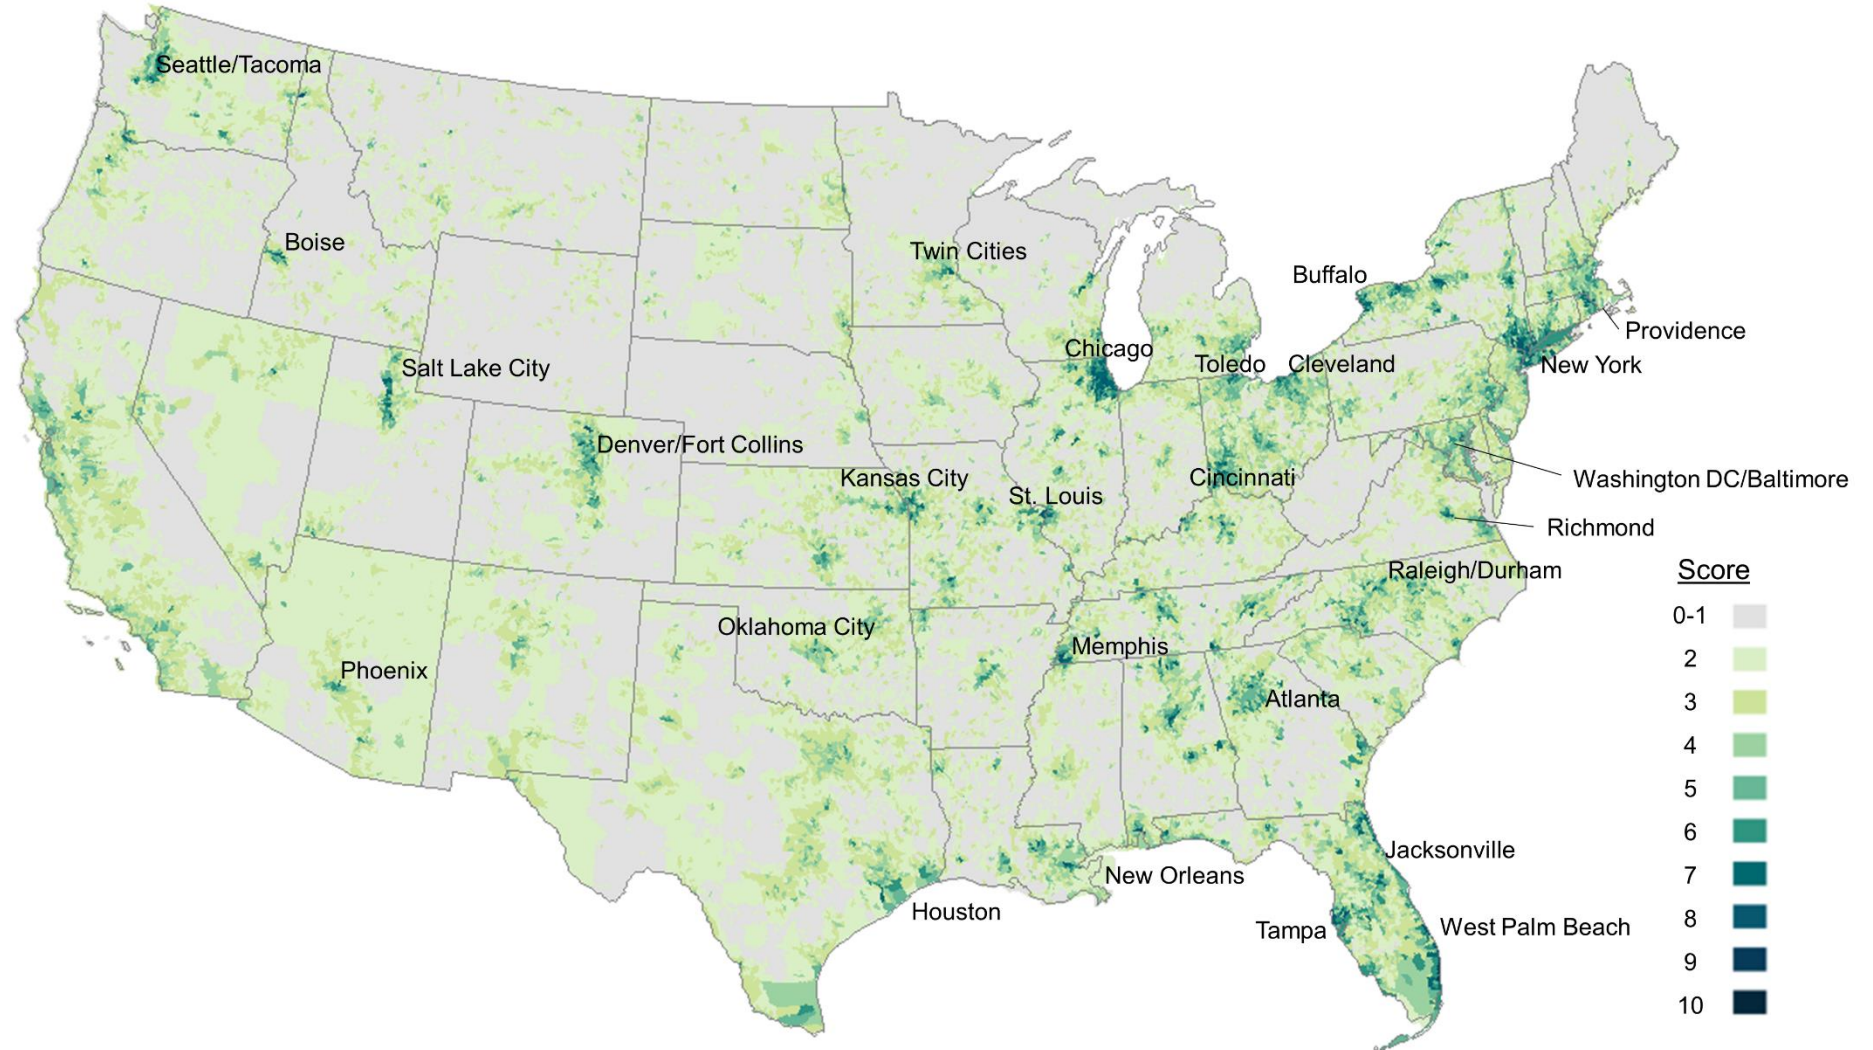 Seattle/Tacoma
Boise
Twin Cities
Buffalo
Providence
Chicago
Toledo
Cleveland
New York
Salt Lake City
Denver/Fort Collins
Kansas City
St. Louis
Cincinnati
Washington DC/Baltimore
Richmond
Raleigh/Durham
Oklahoma City
Memphis
Phoenix
Atlanta
Jacksonville
New Orleans
Houston
Tampa
West Palm Beach
Score
0-1
2
3
4
5
6
7
8
9
10